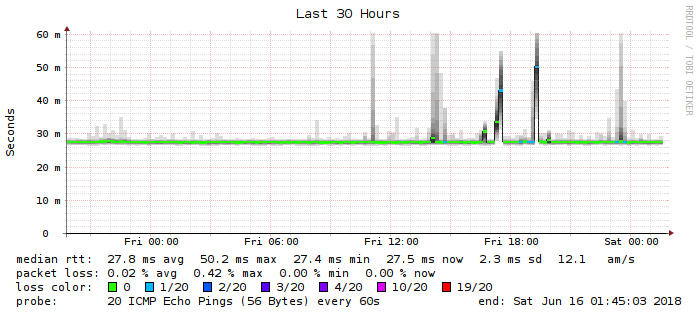 Last 30 Hours
RRDTOOL / TOBI OETIKER
60 m
50 m
40 m
30 m
20 m
10 m
0
Seconds
Fri 00:00 Fri 06:00 Fri 12:00 Fri 18:00 Sat 00:00
median rtt: 27.8 ms avg 50.2 ms max 27.4 ms min 27.5 ms now 2.3 ms sd 12.1 am/s
packet loss: 0.02 % avg 0.42 % max 0.00 % min 0.00 % now
loss color: 0 1/20 2/20 3/20 4/20 10/20 19/20
probe: 20 ICMP Echo Pings (56 Bytes) every 60s end: Sat Jun 16 01:45:03 2018